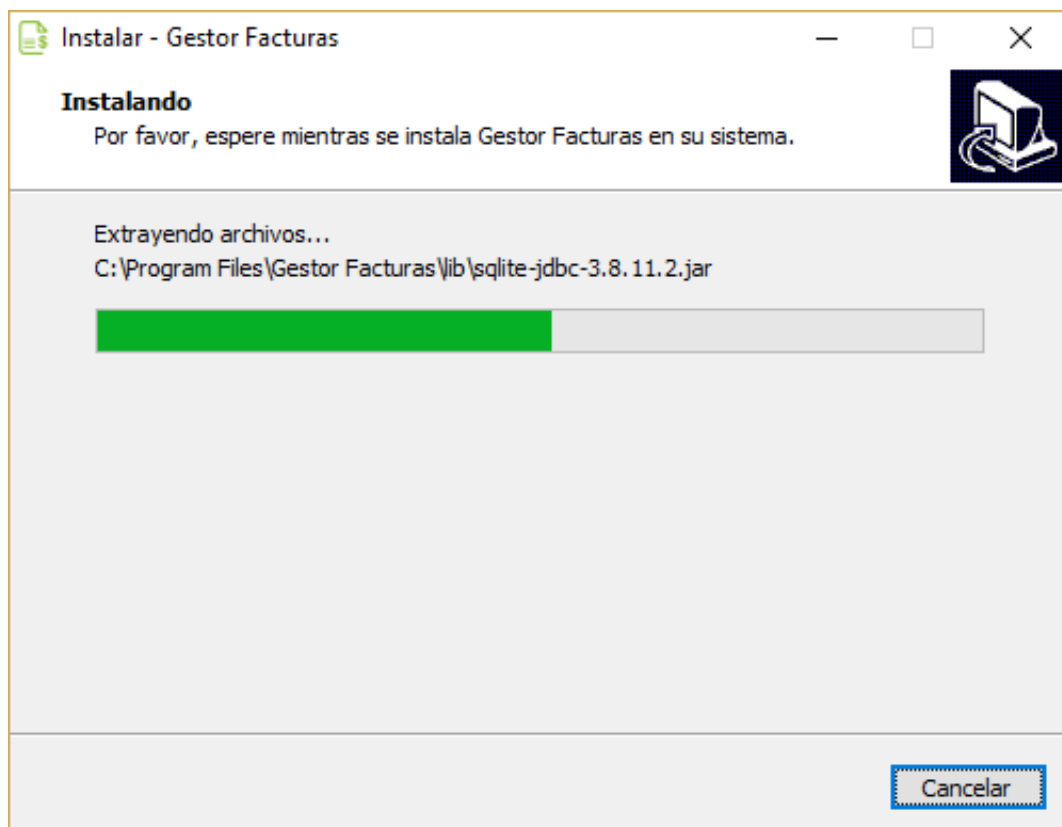 Instalar - Gestor Facturas
Instalando
Por favor, espere mientras se instala Gestor Facturas en su sistema.
Extrayendo archivos...
C:\Program Files\Gestor Facturas\lib\sqlite-jdbc-3.8.11.2.jar
Cancelar